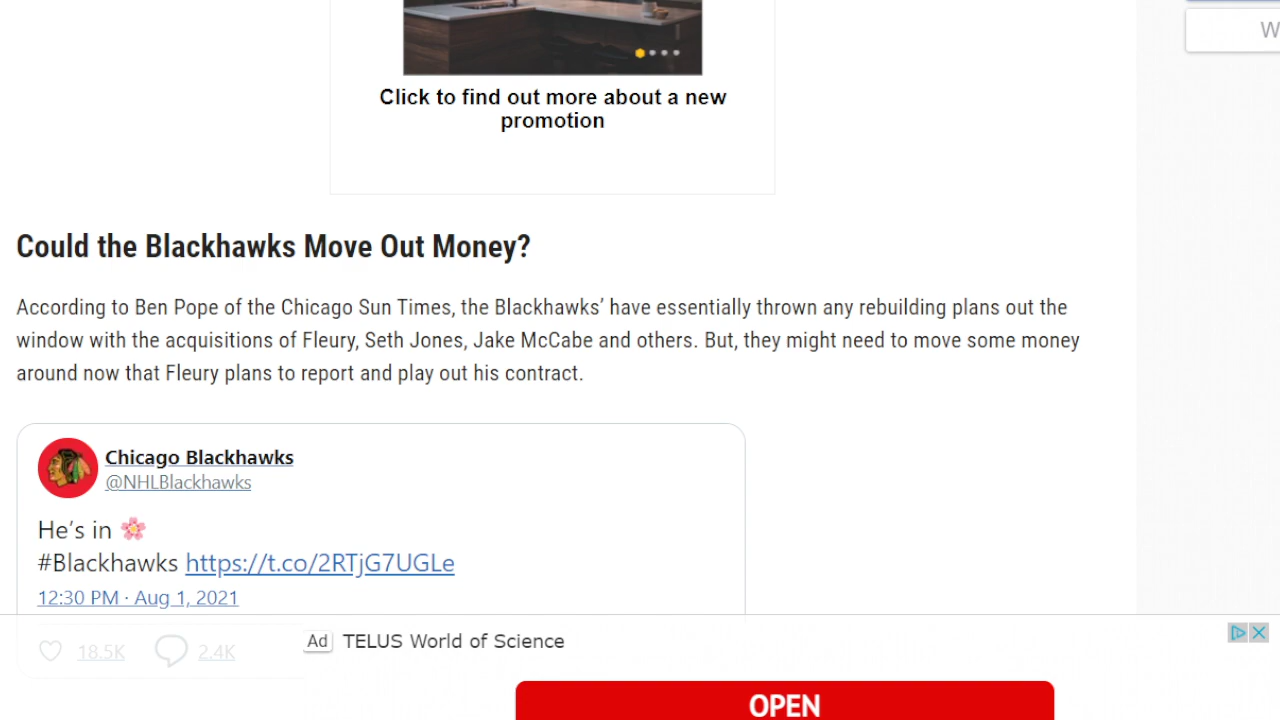 W
Click to find out more about a new
promotion
Could the Blackhawks Move Out Money?
According to Ben Pope of the Chicago Sun Times, the Blackhawks’ have essentially thrown any rebuilding plans out the
window with the acquisitions of Fleury, Seth Jones, Jake McCabe and others. But, they might need to move some money
around now that Fleury plans to report and play out his contract.
Chicago Blackhawks
@NHLBlackhawks
He’s in 🌸
#Blackhawks https://t.co/2RTjG7UGLe
12:30 PM · Aug 1, 2021
18.5K 2.4K
Ad TELUS World of Science
OPEN